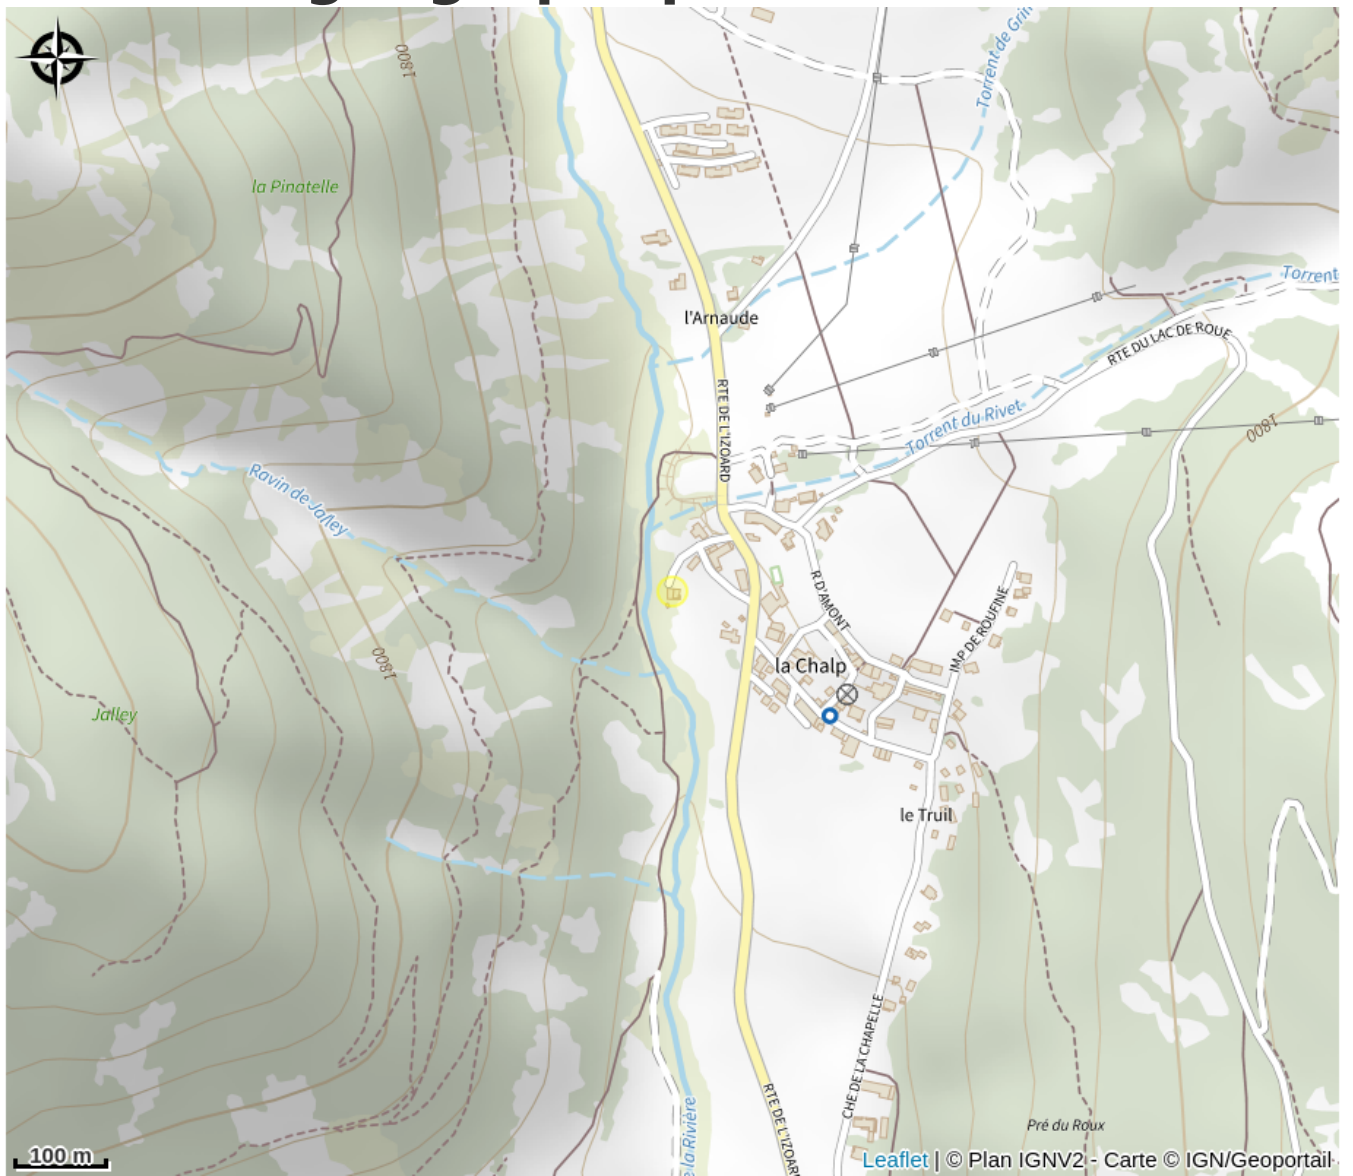 1800
Torrent de Grin
la Pinatelle
Torrent
l'Arnaude
RTE DU LAC DE ROUE
RTE DE L'IZOARD
Torrent du Rivet
1800
Ravin de Jalley
R D'AMONT
IMP DE ROUFINE
la Chalp
1800
Jalley
le Truil
CHE DE LA CHAPELLE
RTE DE L'IZOARD
e la Rivière
Pré du Roux
100 m
Leaflet | © Plan IGNV2 - Carte © IGN/Geoportail